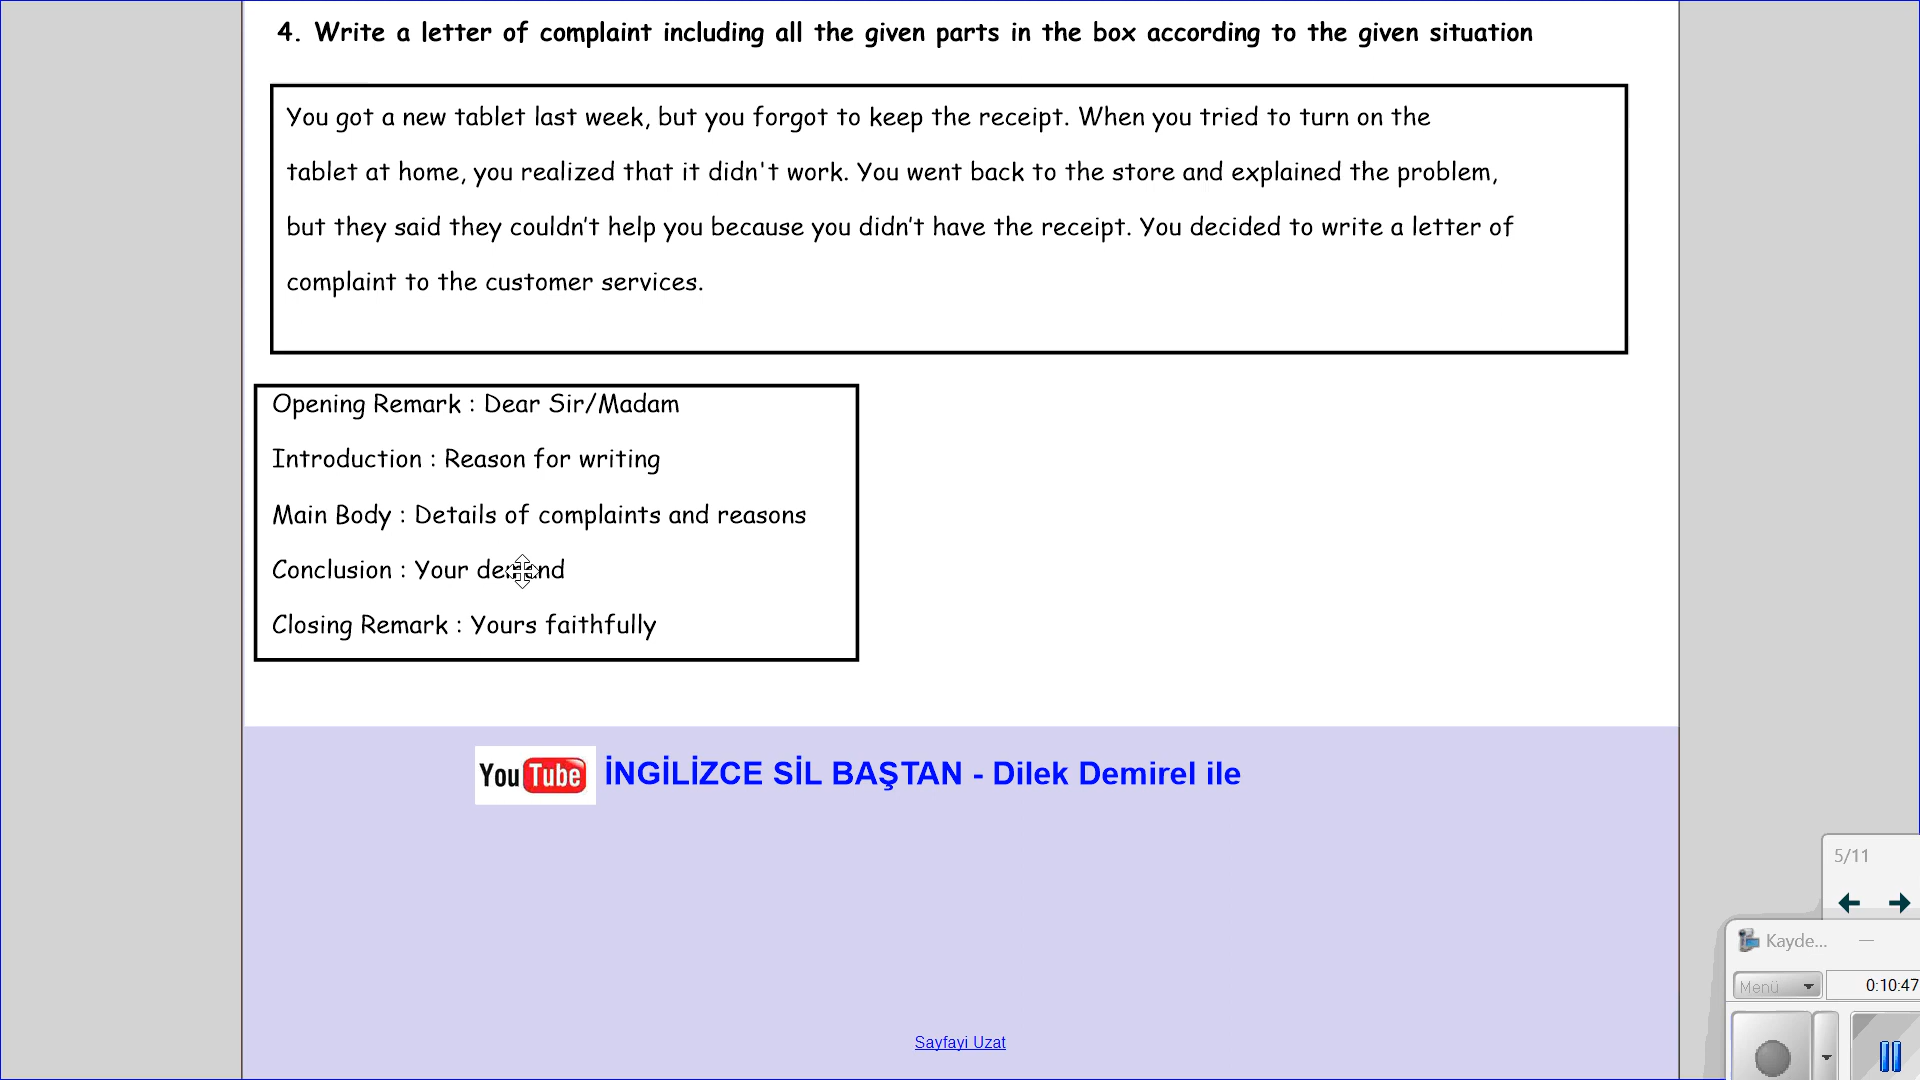 4. Write a letter of complaint including all the given parts in the box according to the given situation
You got a new tablet last week, but you forgot to keep the receipt. When you tried to turn on the
tablet at home, you realized that it didn't work. You went back to the store and explained the problem,
but they said they couldn't help you because you didn't have the receipt. You decided to write a letter of
complaint to the customer services.
Opening Remark : Dear Sir/Madam
Introduction : Reason for writing
Main Body : Details of complaints and reasons
Conclusion : Your demand
Closing Remark : Yours faithfully
YouTube İNGİLİZCE SİL BAŞTAN - Dilek Demirel ile
5/11
Kayde...
Menü
0:10:47
Sayfayi Uzat